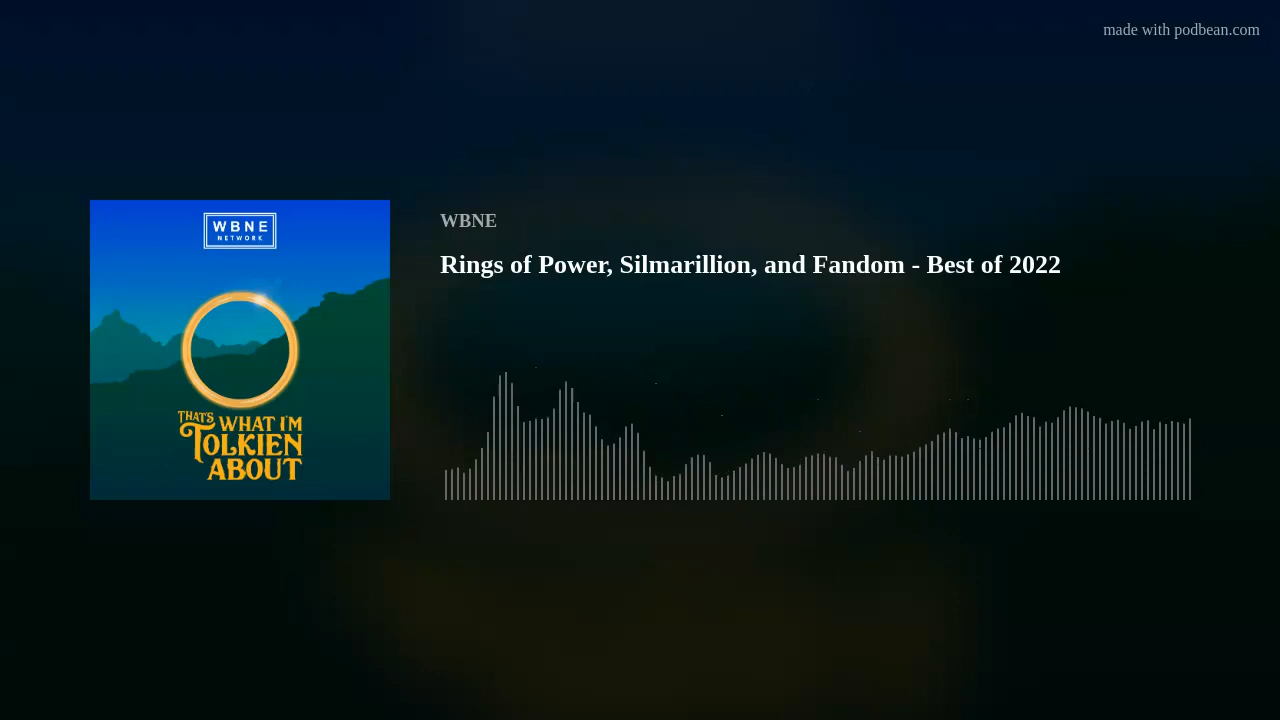 made with podbean.com
WBNE
NETWORK
WBNE
Rings of Power, Silmarillion, and Fandom - Best of 2022
THAT'S
WHAT I'M
TOLKIEN
ABOUT